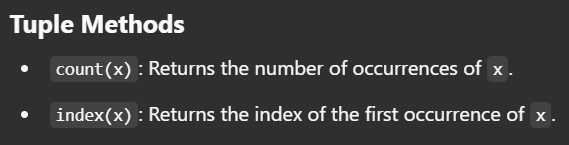 Tuple Methods
• count(x): Returns the number of occurrences of x.
• index(x): Returns the index of the first occurrence of x.